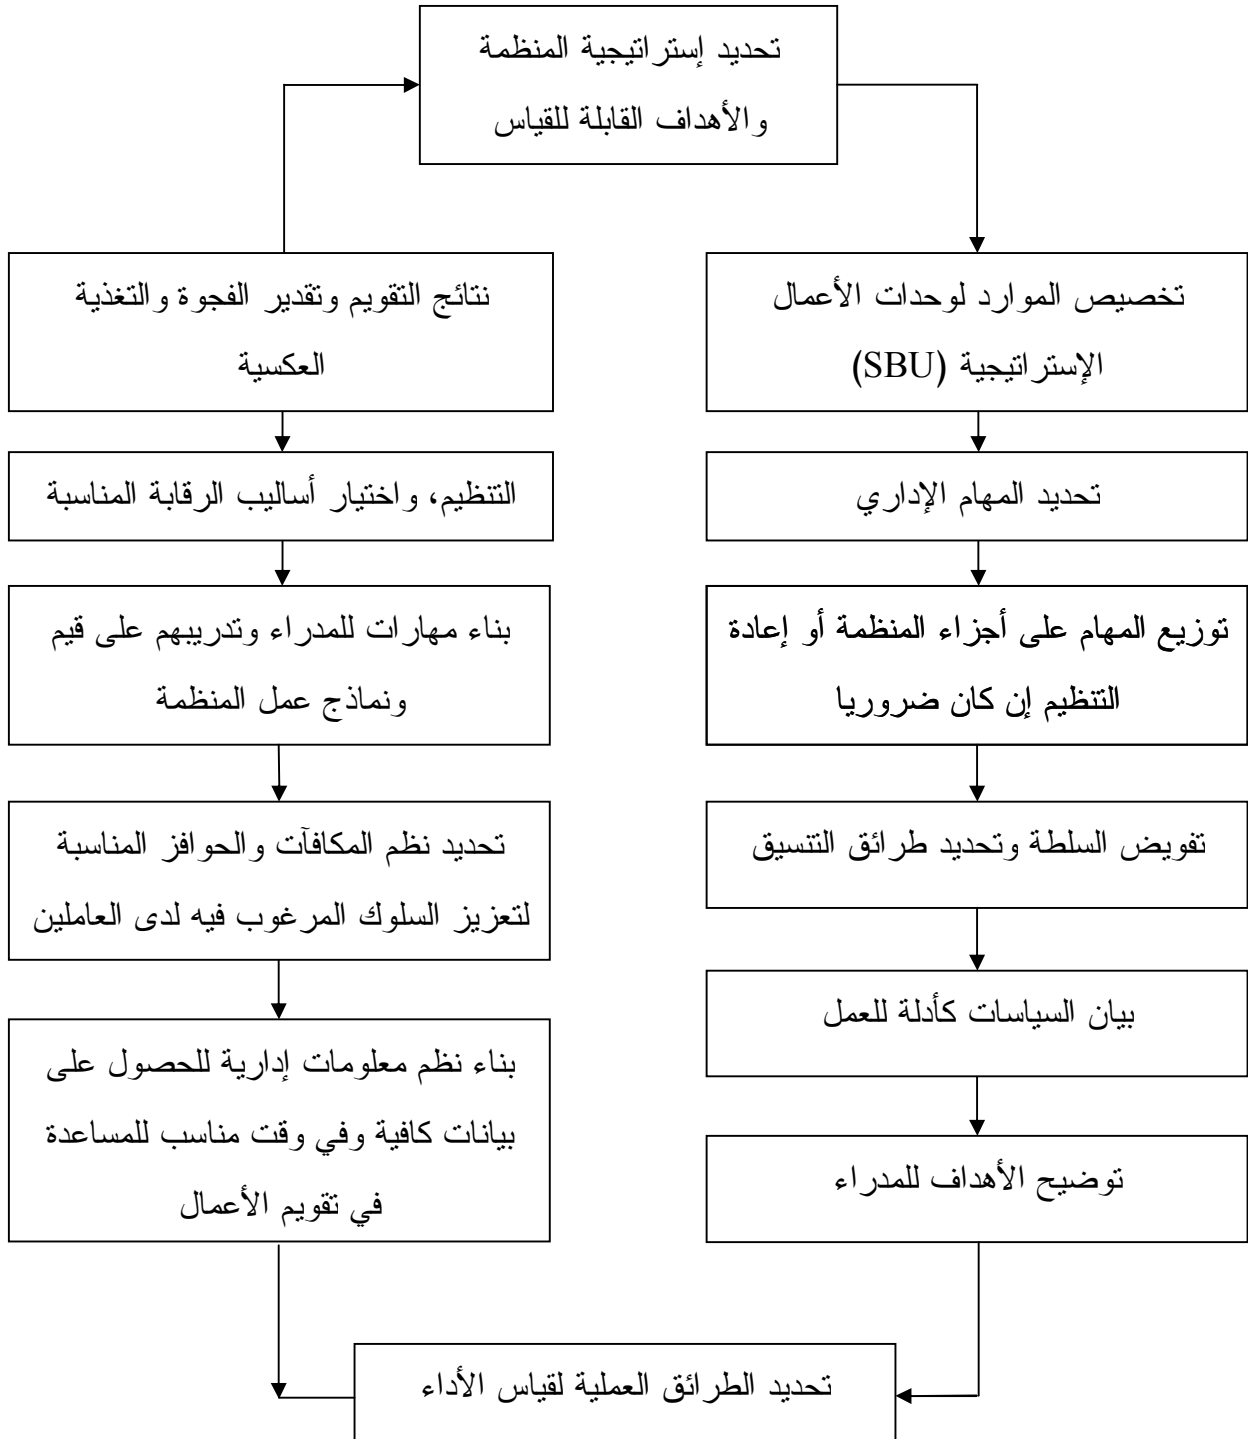 تحديد إستراتيجية المنظمة
والأهداف القابلة للقياس
تخصيص الموارد لوحدات الأعمال
الإستراتيجية (SBU)
تحديد المهام الإداري
توزيع المهام على أجزاء المنظمة أو إعادة
التنظيم إن كان ضروريا
تفويض السلطة وتحديد طرائق التنسيق
بيان السياسات كأدلة للعمل
توضيح الأهداف للمدراء
تحديد الطرائق العملية لقياس الأداء
نتائج التقويم وتقدير الفجوة والتغذية
العكسية
التنظيم، واختيار أساليب الرقابة المناسبة
بناء مهارات للمدراء وتدريبهم على قيم
ونماذج عمل المنظمة
تحديد نظم المكافآت والحوافز المناسبة
لتعزيز السلوك المرغوب فيه لدى العاملين
بناء نظم معلومات إدارية للحصول على
بيانات كافية وفي وقت مناسب للمساعدة
في تقويم الأعمال